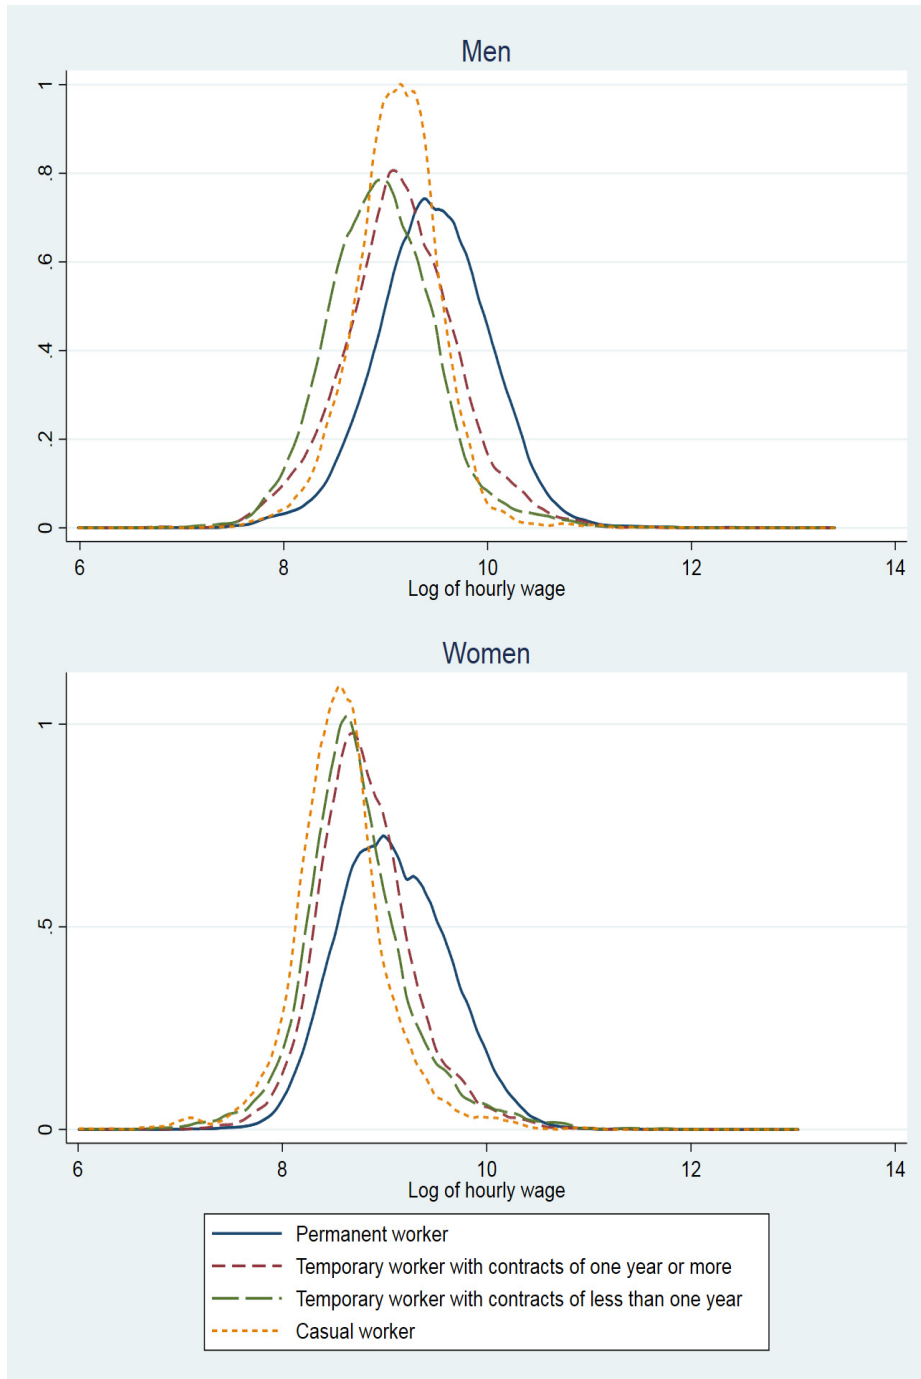 Men
1
.8
.6
.4
.2
0
6 8 10 12 14
Log of hourly wage
Women
1
.5
0
6 8 10 12 14
Log of hourly wage
Permanent worker
Temporary worker with contracts of one year or more
Temporary worker with contracts of less than one year
Casual worker